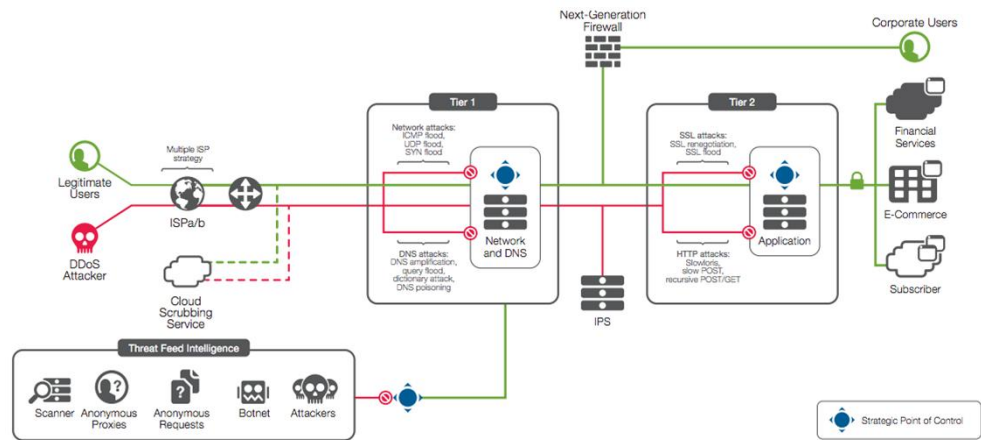 Next-Generation
Firewall
Corporate Users
Tier 1
Tier 2
Network attacks:
ICMP flood,
UDP flood,
SYN flood
SSL attacks:
SSL renegotiation,
SSL flood
Financial
Services
Multiple ISP
strategy
Legitimate
Users
ISPa/b
E-Commerce
Network
and DNS
Application
DDoS
Attacker
DNS attacks:
DNS amplification,
query flood,
dictionary attack,
DNS poisoning
HTTP attacks:
Slowloris,
slow POST,
recursive POST/GET
Subscriber
Cloud
Scrubbing
Service
IPS
Threat Feed Intelligence
Scanner
Anonymous
Proxies
Anonymous
Requests
Botnet
Attackers
Strategic Point of Control